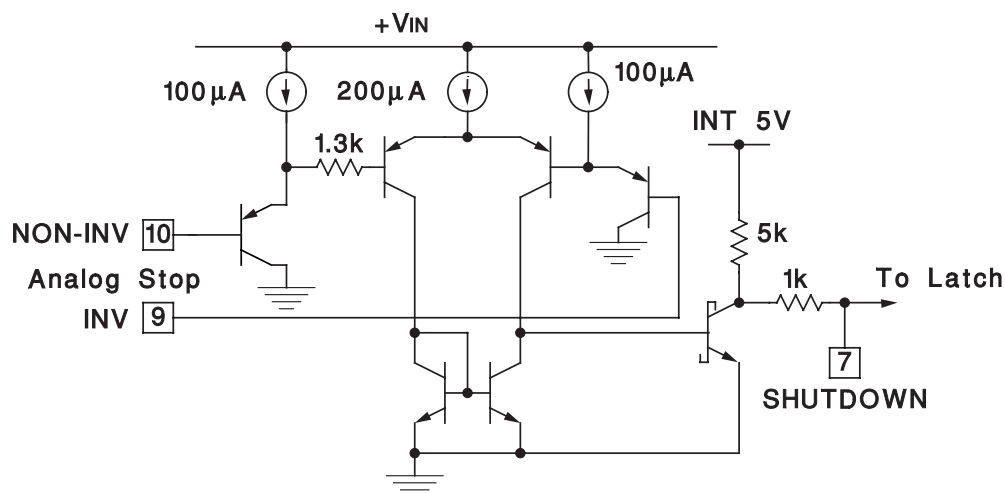 +VIN
100µA
200µA
100µA
INT 5V
1.3k
5k
NON-INV 10
Analog Stop
1k
To Latch
INV 9
7
SHUTDOWN